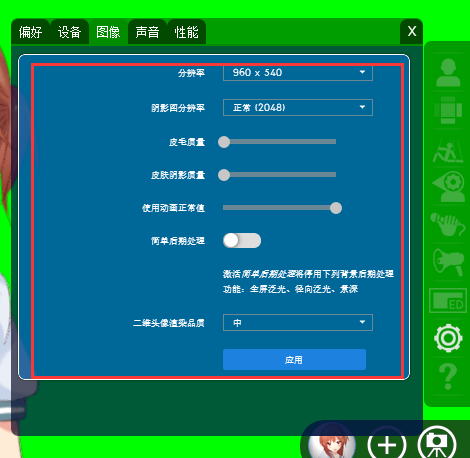 偏好 设备 图像 声音 性能 X
分辨率 960 x 540
阴影图分辨率 正常 (2048)
皮毛质量
皮肤阴影质量
使用动画正常值
简单后期处理
激活简单后期处理将停用下列背景后期处理
功能：全屏泛光、径向泛光、景深
二维头像渲染品质 中
应用
ED
?